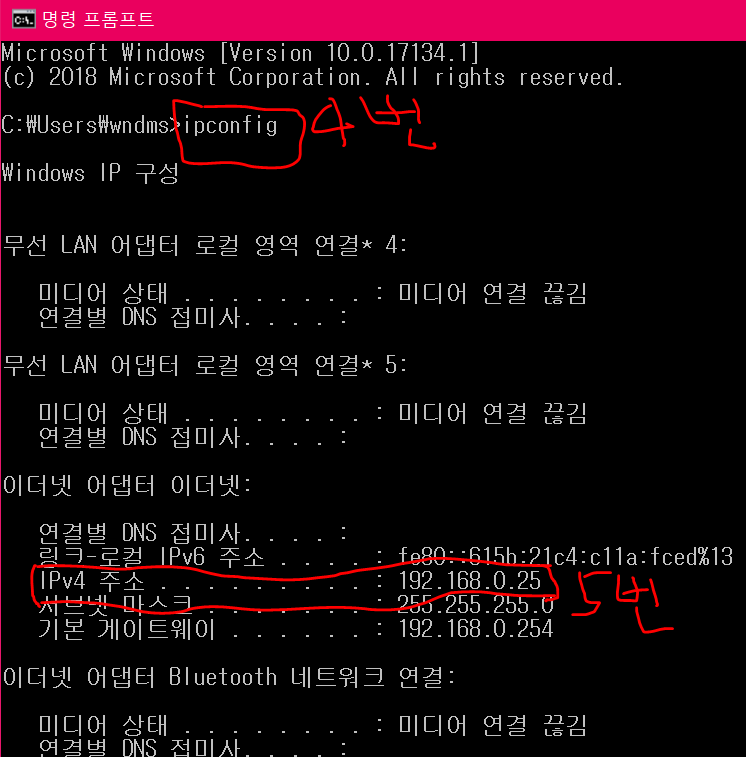 명령 프롬프트
Microsoft Windows [Version 10.0.17134.1]
(c) 2018 Microsoft Corporation. All rights reserved.
C:₩Users₩wndms>ipconfig 4번
Windows IP 구성
무선 LAN 어댑터 로컬 영역 연결* 4:
미디어 상태 . . . . . . . . : 미디어 연결 끊김
연결별 DNS 접미사. . . . :
무선 LAN 어댑터 로컬 영역 연결* 5:
미디어 상태 . . . . . . . . : 미디어 연결 끊김
연결별 DNS 접미사. . . . :
이더넷 어댑터 이더넷:
연결별 DNS 접미사. . . . :
링크-로컬 IPv6 주소 . . . . : fe80::615b:21c4:c11a:fced%13
IPv4 주소 . . . . . . . . . : 192.168.0.25 5번
서브넷 마스크 . . . . . . . : 255.255.255.0
기본 게이트웨이 . . . . . . : 192.168.0.254
이더넷 어댑터 Bluetooth 네트워크 연결:
미디어 상태 . . . . . . . . : 미디어 연결 끊김
연결별 DNS 접미사. . . . :